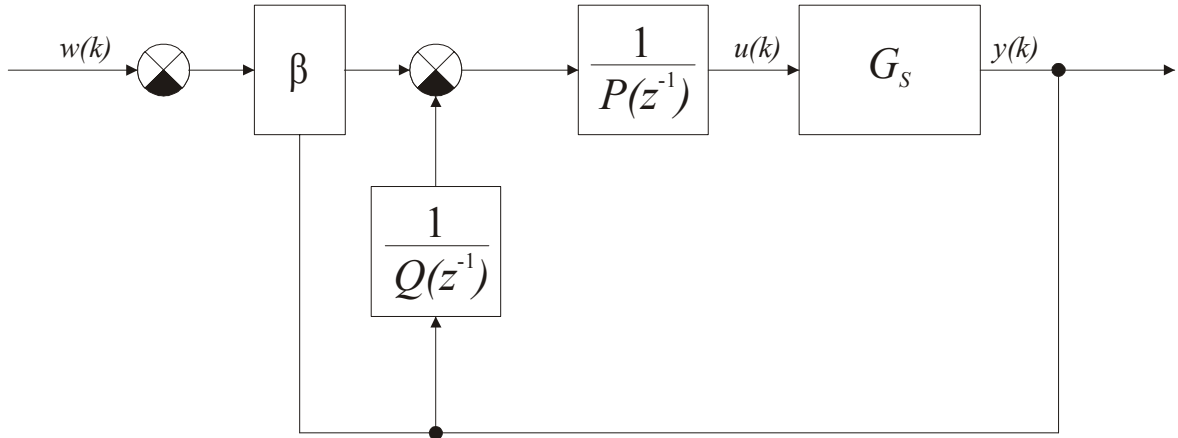 w(k)
β
1
P(z⁻¹)
u(k)
G_S
y(k)
1
Q(z⁻¹)